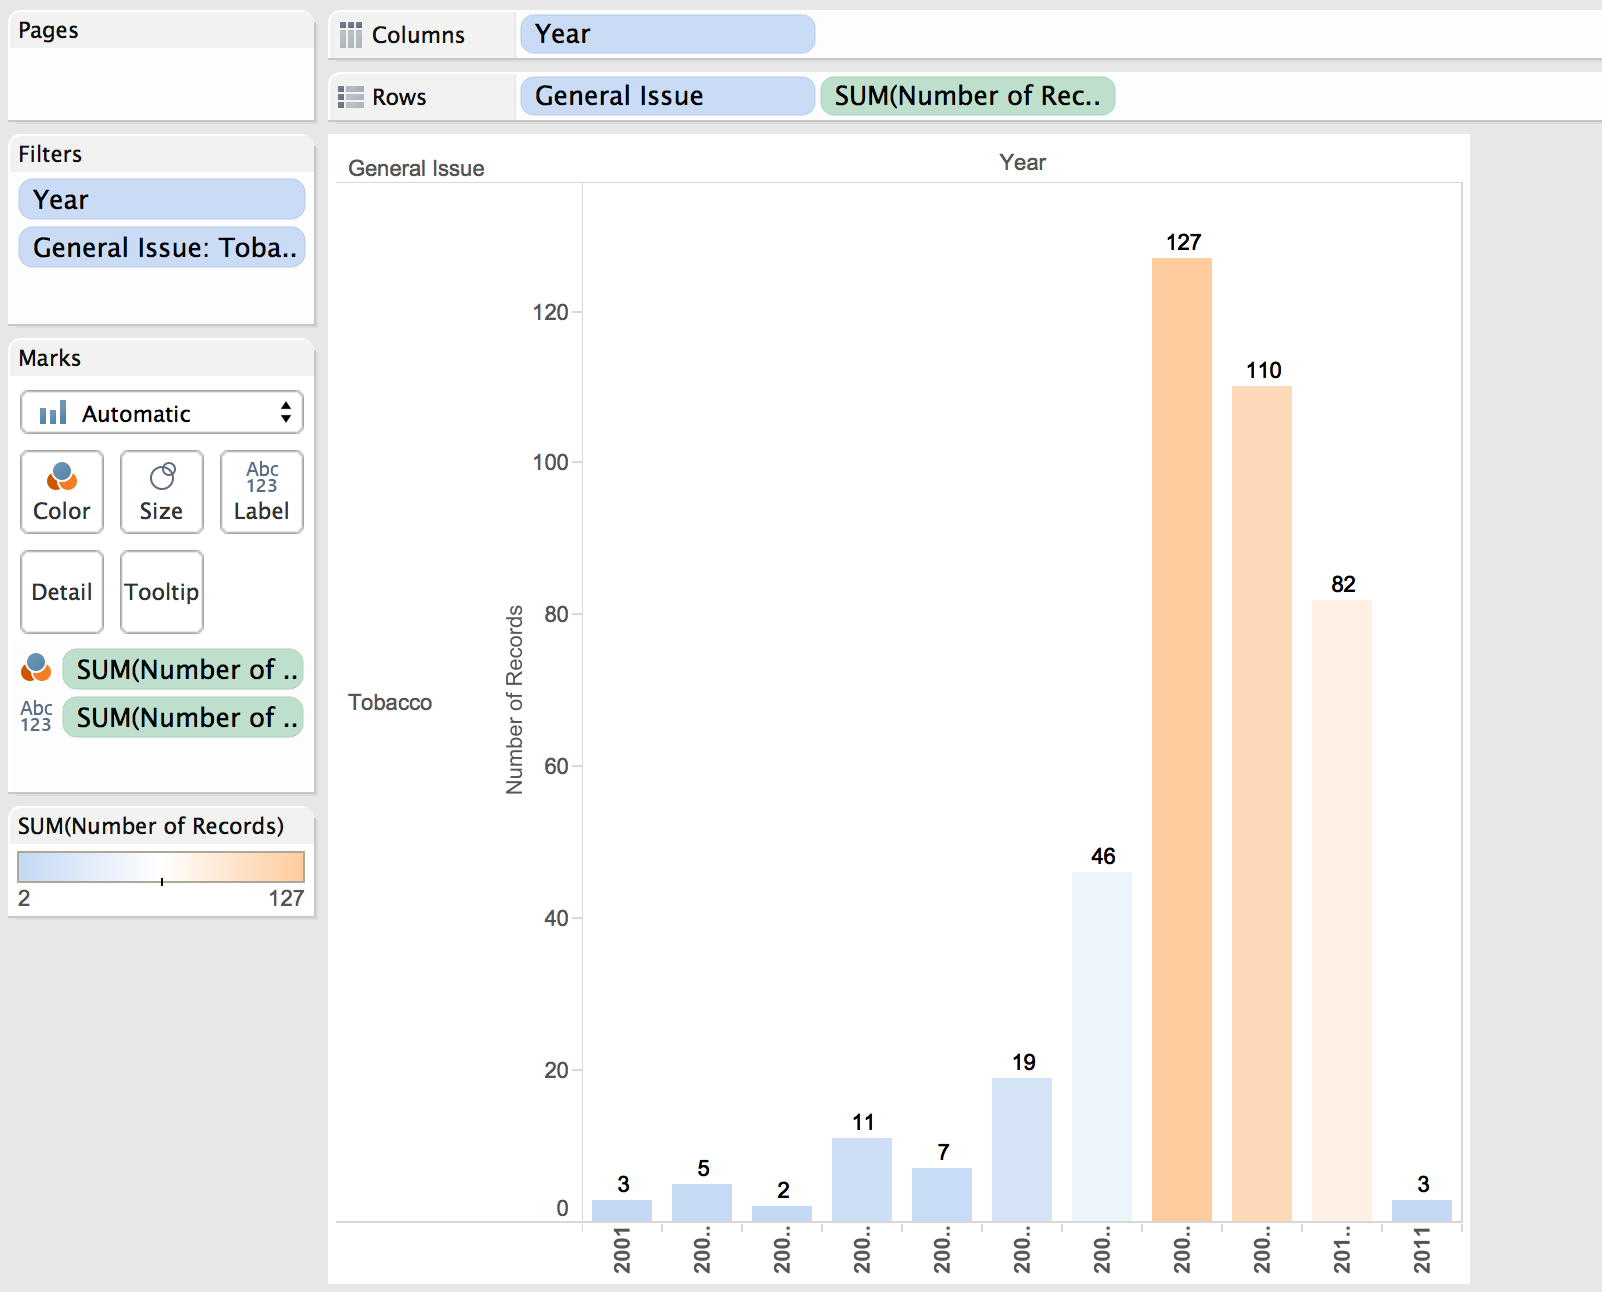 Pages
Filters
Year
General Issue: Toba..
Marks
Automatic
Color
Size
Abc
123
Label
Detail
Tooltip
SUM(Number of ..
Abc
123
SUM(Number of ..
SUM(Number of Records)
2
127
Columns
Year
Rows
General Issue
SUM(Number of Rec..
General Issue
Year
Tobacco
Number of Records
120
100
80
60
40
20
0
3
5
2
11
7
19
46
127
110
82
3
2001
200..
200..
200..
200..
200..
200..
200..
200..
201..
2011